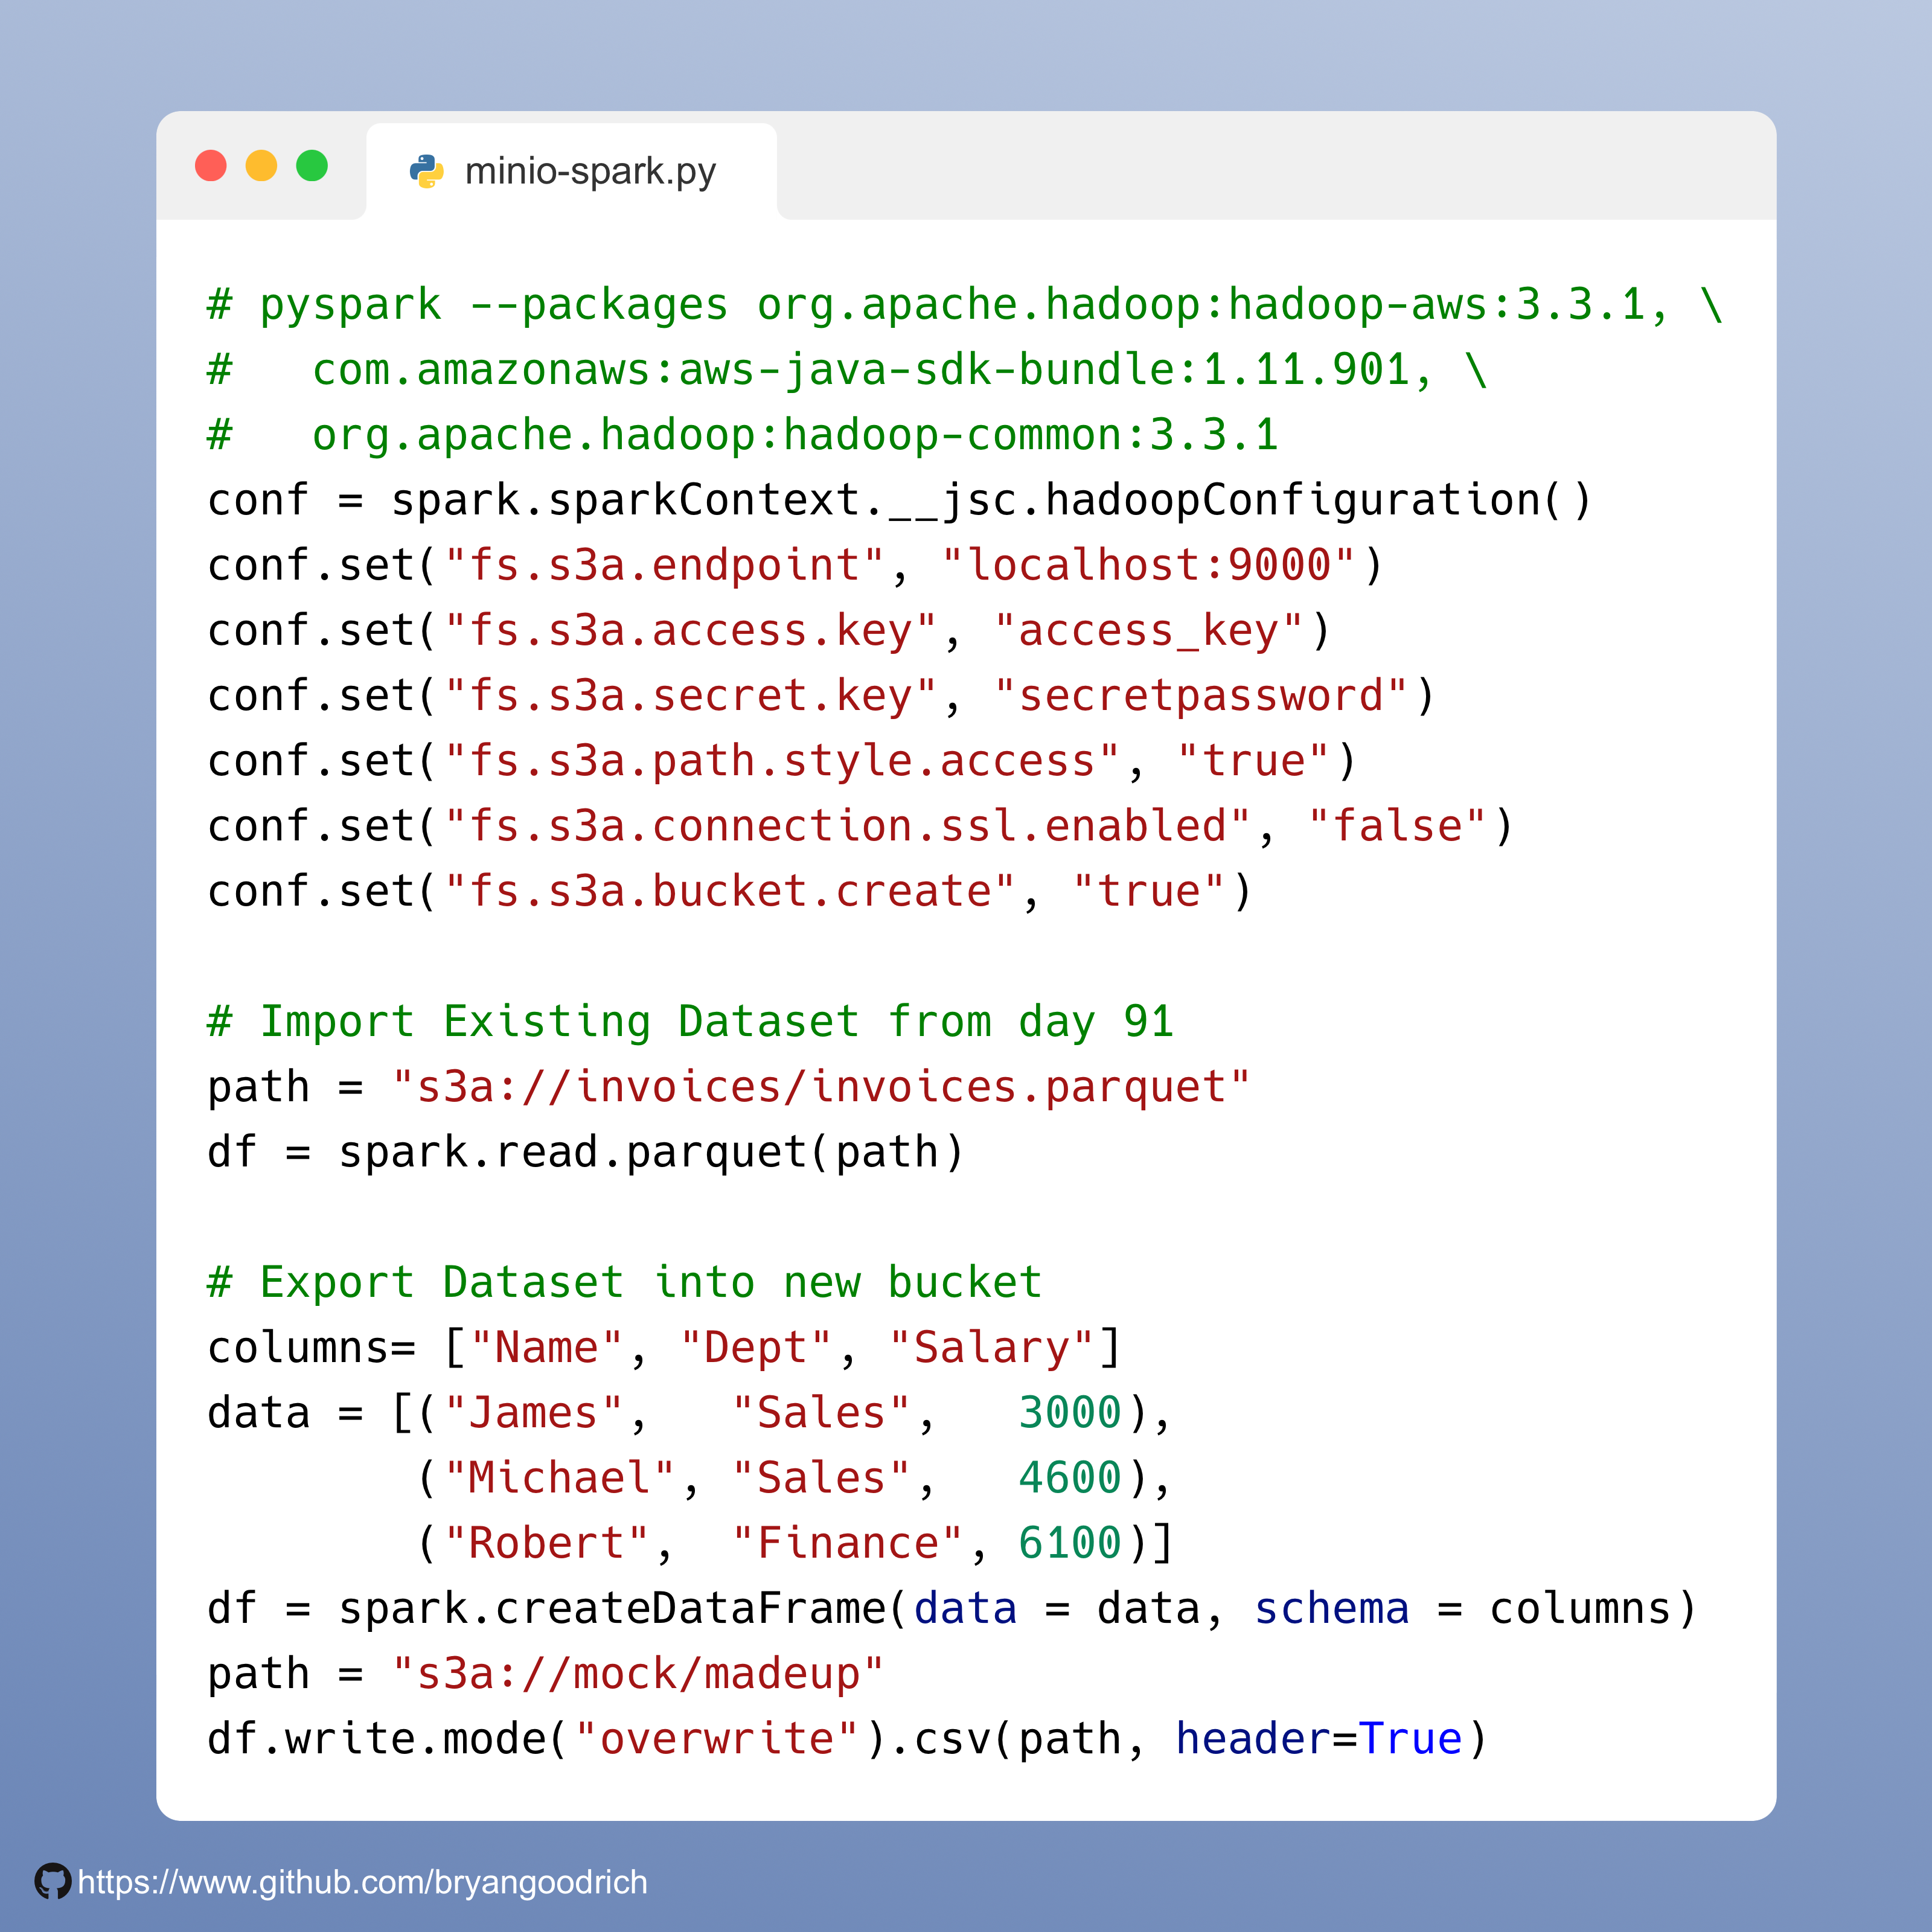 minio-spark.py
# pyspark --packages org.apache.hadoop:hadoop-aws:3.3.1, \
#   com.amazonaws:aws-java-sdk-bundle:1.11.901, \
#   org.apache.hadoop:hadoop-common:3.3.1
conf = spark.sparkContext.__jsc.hadoopConfiguration()
conf.set("fs.s3a.endpoint", "localhost:9000")
conf.set("fs.s3a.access.key", "access_key")
conf.set("fs.s3a.secret.key", "secretpassword")
conf.set("fs.s3a.path.style.access", "true")
conf.set("fs.s3a.connection.ssl.enabled", "false")
conf.set("fs.s3a.bucket.create", "true")

# Import Existing Dataset from day 91
path = "s3a://invoices/invoices.parquet"
df = spark.read.parquet(path)

# Export Dataset into new bucket
columns= ["Name", "Dept", "Salary"]
data = [("James",   "Sales",   3000),
        ("Michael", "Sales",   4600),
        ("Robert",  "Finance", 6100)]
df = spark.createDataFrame(data = data, schema = columns)
path = "s3a://mock/madeup"
df.write.mode("overwrite").csv(path, header=True)
https://www.github.com/bryangoodrich